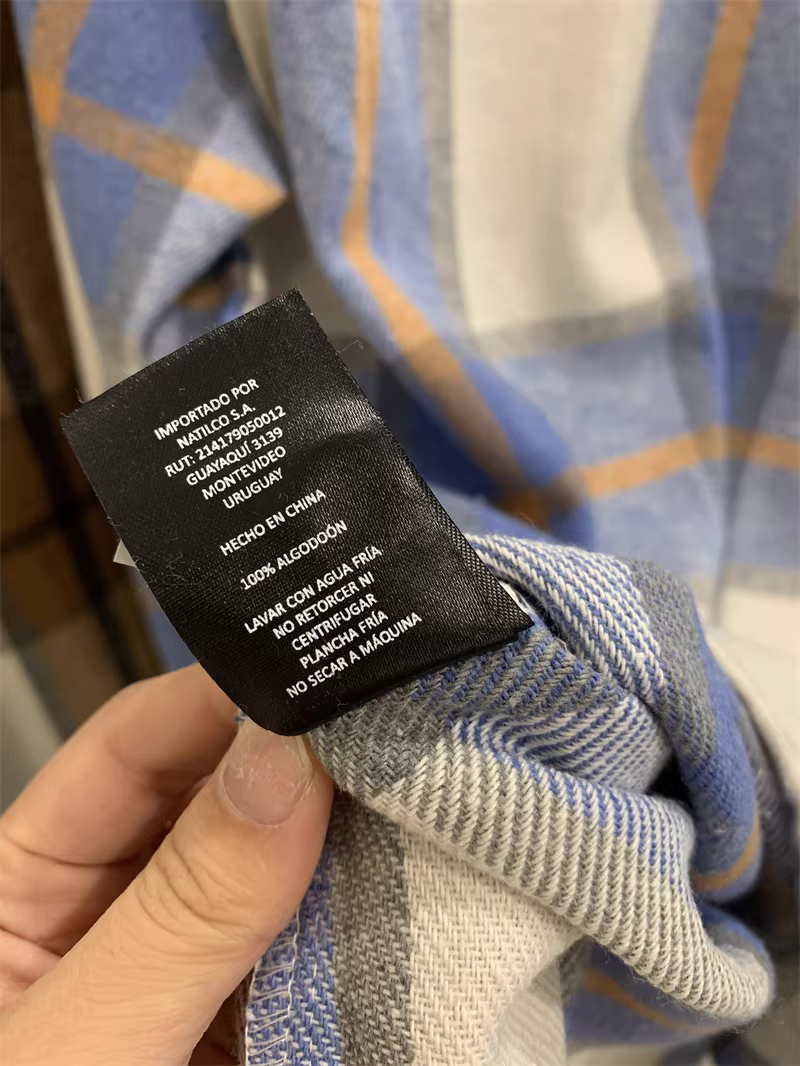 IMPORTADO POR
NATILCO S.A.
RUT: 214179050012
GUAYAQUÍ 3139
MONTEVIDEO
URUGUAY
HECHO EN CHINA
100% ALGODOÓN
LAVAR CON AGUA FRÍA
NO RETORCER NI
CENTRIFUGAR
PLANCHA FRÍA
NO SECAR A MÁQUINA